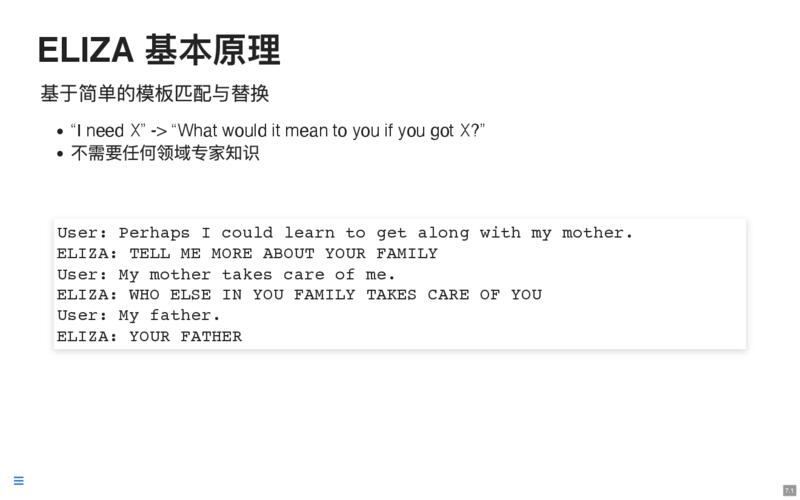 ELIZA 基本原理
基于简单的模板匹配与替换
• “I need X” -> “What would it mean to you if you got X?”
• 不需要任何领域专家知识
User: Perhaps I could learn to get along with my mother.
ELIZA: TELL ME MORE ABOUT YOUR FAMILY
User: My mother takes care of me.
ELIZA: WHO ELSE IN YOU FAMILY TAKES CARE OF YOU
User: My father.
ELIZA: YOUR FATHER
7.1